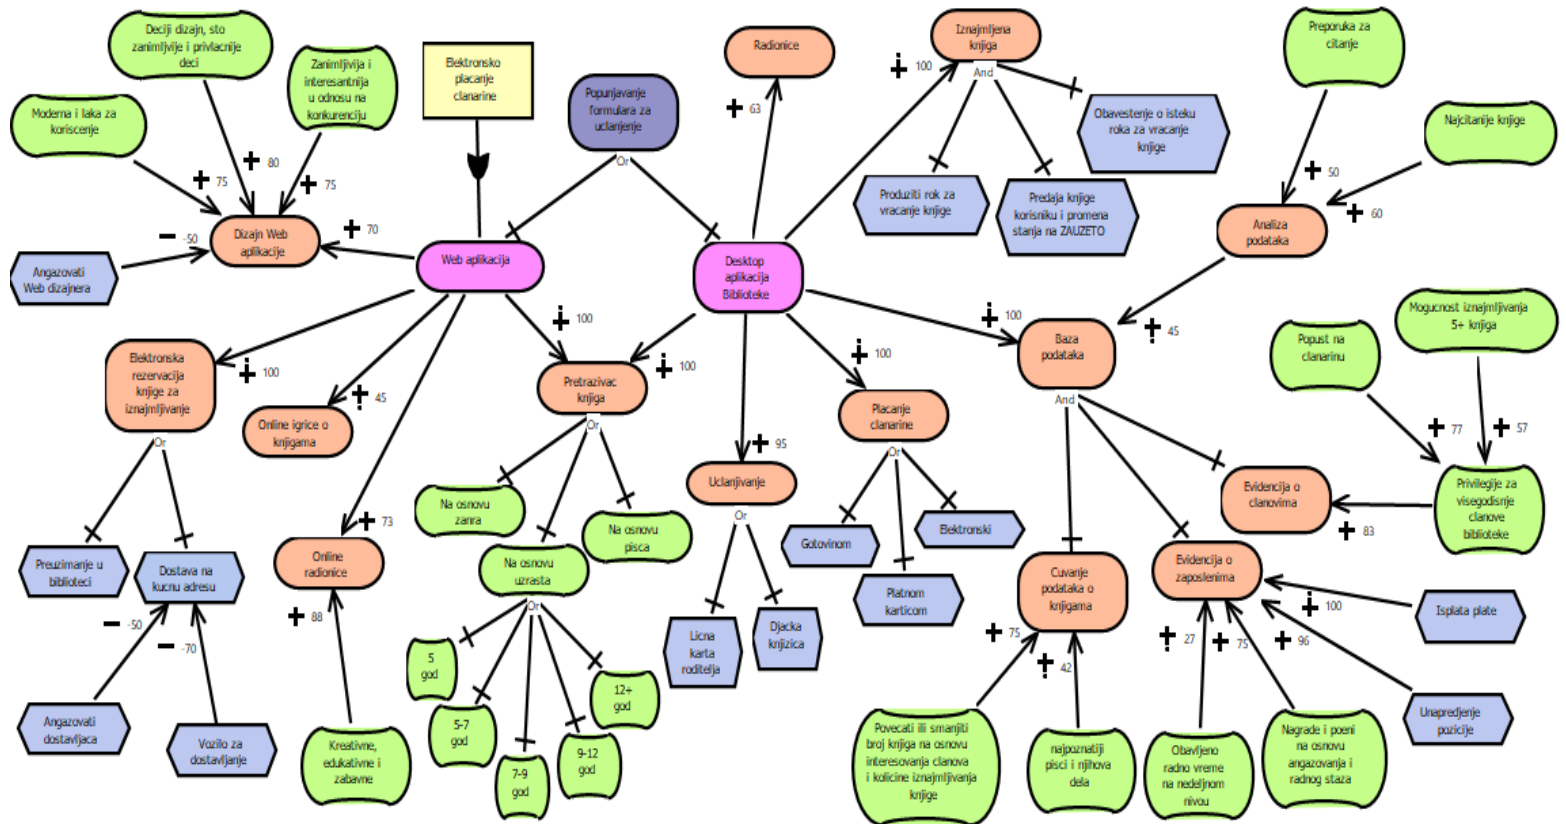 Deciji dizajn, sto
zanimljvije i privlacnije
deci
Zanimljivija i
interesantnija
u odnosu na
konkurenciju
Moderna i laka za
koriscenje
Elektronsko
placanje
clanarine
Popunjavanje
formulara za
uclanjenje
Or
Radionice
Iznajmljena
knjiga
And
Preporuka za
citanje
Najcitanije knjige
Obavestenje o isteku
roka za vracanje
knjige
Produziti rok za
vracanje knjige
Predaja knjige
korisniku i promena
stanja na ZAUZETO
+ 80
+ 75
+ 75
+ 63
+ 100
+ 50
+ 60
Dizajn Web
aplikacije
- -50
+ 70
Angazovati
Web dizajnera
Web aplikacija
Desktop
aplikacija
Biblioteke
Analiza
podataka
+ 100
+ 100
+ 100
+ 100
+ 45
Baza
podataka
And
Mogucnost iznajmljivanja
5+ knjiga
Popust na
clanarinu
Elektronska
rezervacija
knjige za
iznajmljivanje
Or
+ 100
+ 45
Online igrice o
knjigama
Pretrazivac
knjiga
Or
Placanje
clanarine
Or
+ 77
+ 57
+ 95
Uclanjivanje
Or
Na osnovu
zanra
Na osnovu
pisca
Na osnovu
uzrasta
Or
Gotovinom
Elektronski
Platnom
karticom
Evidencija o
clanovima
Privilegije za
visegodisnje
clanove
biblioteke
+ 83
+ 73
Online
radionice
+ 88
Preuzimanje u
biblioteci
Dostava na
kucnu adresu
- -50
- -70
Angazovati
dostavljaca
Vozilo za
dostavljanje
Kreativne,
edukativne i
zabavne
5
god
5-7
god
7-9
god
9-12
god
12+
god
Licna
karta
roditelja
Djacka
knjizica
Cuvanje
podataka o
knjigama
Evidencija o
zaposlenima
+ 75
+ 42
+ 27
+ 75
+ 96
+ 100
Isplata plate
Unapredjenje
pozicije
Povecati ili smanjiti
broj knjiga na osnovu
interesovanja clanova
i kolicine iznajmljivanja
knjige
najpoznatiji
pisci i njihova
dela
Obavljeno
radno vreme
na nedeljnom
nivou
Nagrade i poeni
na osnovu
angazovanja i
radnog staza